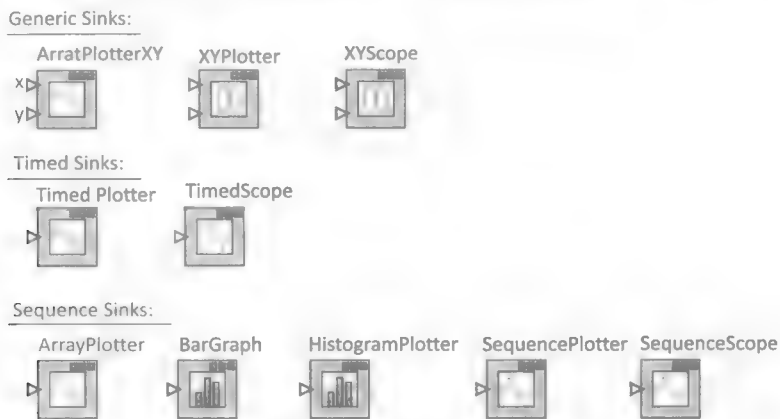 Generic Sinks:
ArratPlotterXY XYPlotter XYScope
x
y
Timed Sinks:
Timed Plotter TimedScope
Sequence Sinks:
ArrayPlotter BarGraph HistogramPlotter SequencePlotter SequenceScope